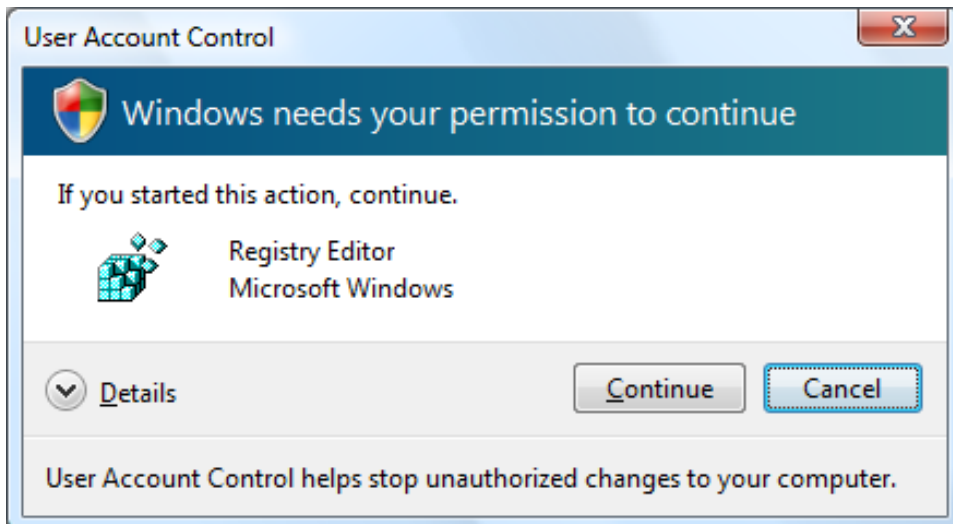 User Account Control
Windows needs your permission to continue
If you started this action, continue.
Registry Editor
Microsoft Windows
Details
Continue
Cancel
User Account Control helps stop unauthorized changes to your computer.